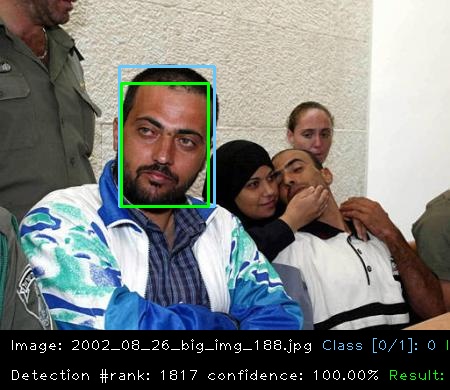 Image: 2002_08_26_big_img_188.jpg Class [0/1]: 0
Detection #rank: 1817 confidence: 100.00% Result: